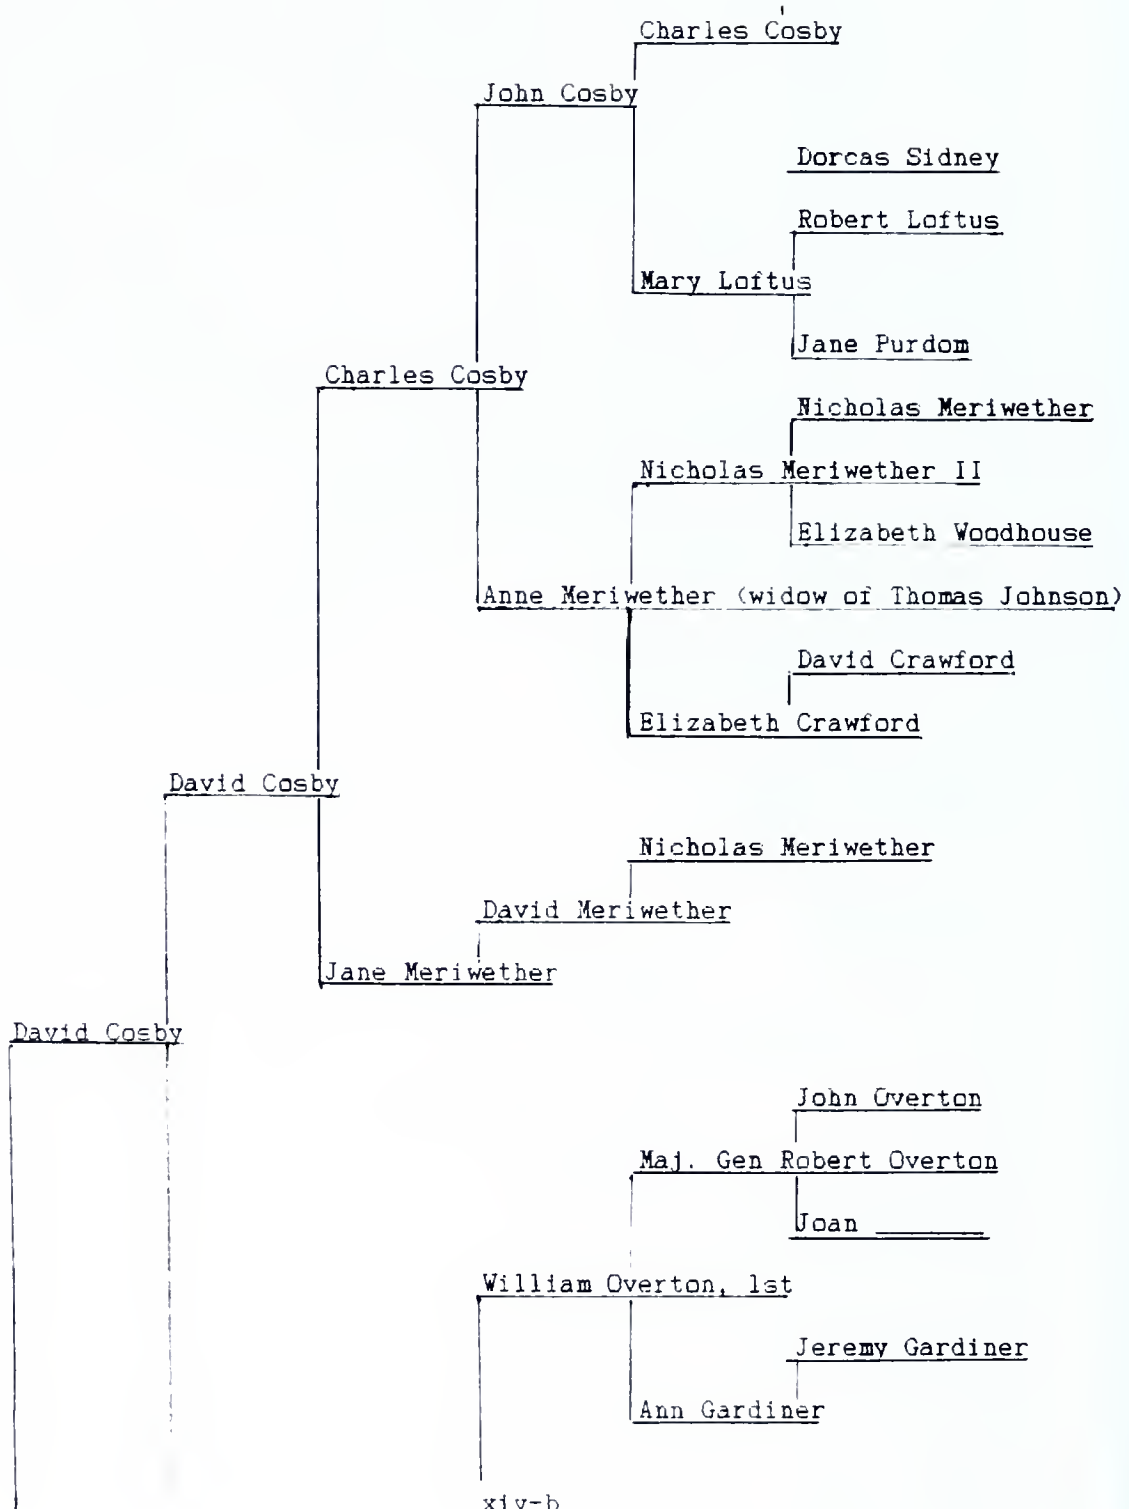 Charles Cosby
John Cosby
Dorcas Sidney
Robert Loftus
Mary Loftus
Jane Purdom
Charles Cosby
Nicholas Meriwether
Nicholas Meriwether II
Elizabeth Woodhouse
Anne Meriwether (widow of Thomas Johnson)
David Crawford
Elizabeth Crawford
David Cosby
Nicholas Meriwether
David Meriwether
Jane Meriwether
David Cosby
John Overton
Maj. Gen Robert Overton
Joan ________
William Overton, 1st
Jeremy Gardiner
Ann Gardiner
xiv-b